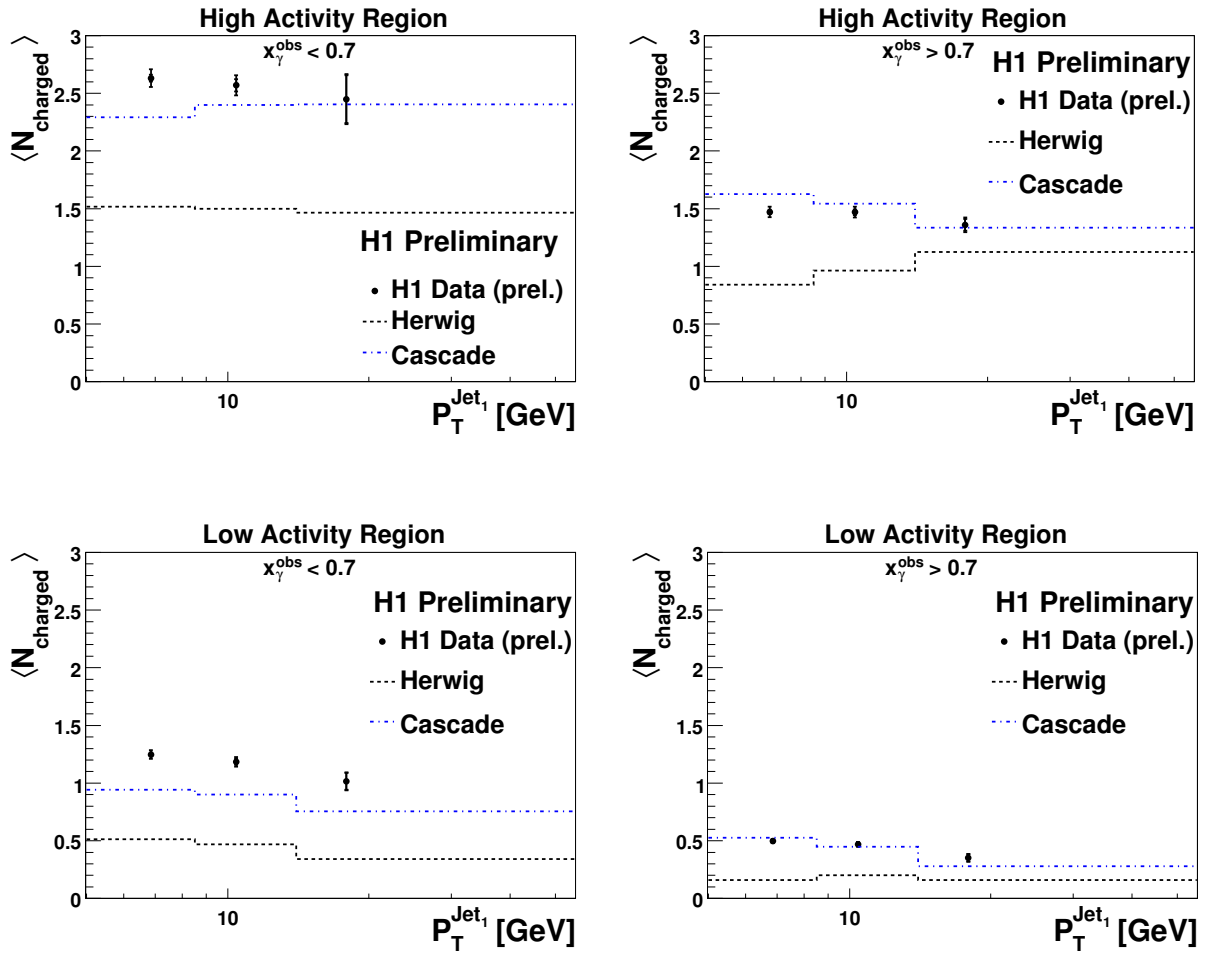 High Activity Region
x_γ^obs < 0.7
⟨N_charged⟩
3
2.5
2
1.5
1
0.5
0
H1 Preliminary
H1 Data (prel.)
Herwig
Cascade
10
P_T^Jet₁ [GeV]
High Activity Region
x_γ^obs > 0.7
⟨N_charged⟩
3
2.5
2
1.5
1
0.5
0
H1 Preliminary
H1 Data (prel.)
Herwig
Cascade
10
P_T^Jet₁ [GeV]
Low Activity Region
x_γ^obs < 0.7
⟨N_charged⟩
3
2.5
2
1.5
1
0.5
0
H1 Preliminary
H1 Data (prel.)
Herwig
Cascade
10
P_T^Jet₁ [GeV]
Low Activity Region
x_γ^obs > 0.7
⟨N_charged⟩
3
2.5
2
1.5
1
0.5
0
H1 Preliminary
H1 Data (prel.)
Herwig
Cascade
10
P_T^Jet₁ [GeV]